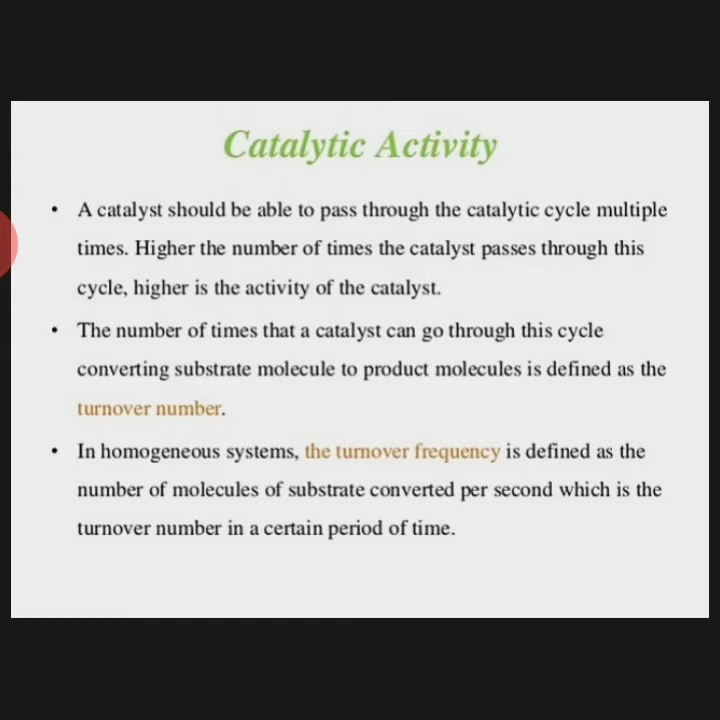 Catalytic Activity
• A catalyst should be able to pass through the catalytic cycle multiple
times. Higher the number of times the catalyst passes through this
cycle, higher is the activity of the catalyst.
• The number of times that a catalyst can go through this cycle
converting substrate molecule to product molecules is defined as the
turnover number.
• In homogeneous systems, the turnover frequency is defined as the
number of molecules of substrate converted per second which is the
turnover number in a certain period of time.